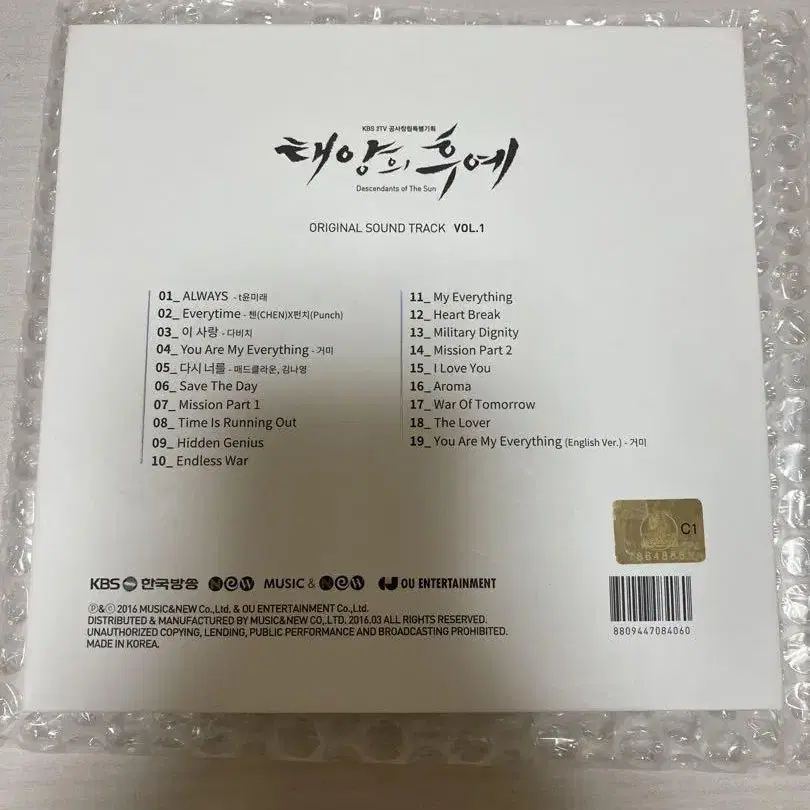 KBS 2TV 공사창립특별기획
태양의 후예
Descendants of The Sun
ORIGINAL SOUND TRACK VOL.1
01_ ALWAYS - t윤미래
02_ Everytime - 첸(CHEN)X펀치(Punch)
03_ 이 사랑 - 다비치
04_ You Are My Everything - 거미
05_ 다시 너를 - 매드클라운, 김나영
06_ Save The Day
07_ Mission Part 1
08_ Time Is Running Out
09_ Hidden Genius
10_ Endless War
11_ My Everything
12_ Heart Break
13_ Military Dignity
14_ Mission Part 2
15_ I Love You
16_ Aroma
17_ War Of Tomorrow
18_ The Lover
19_ You Are My Everything (English Ver.) - 거미
C1
KBS 한국방송 NEW MUSIC & NEW OU ENTERTAINMENT
℗&© 2016 MUSIC&NEW Co.,Ltd. & OU ENTERTAINMENT Co.,Ltd.
DISTRIBUTED & MANUFACTURED BY MUSIC&NEW CO,.LTD. 2016.03 ALL RIGHTS RESERVED.
UNAUTHORIZED COPYING, LENDING, PUBLIC PERFORMANCE AND BROADCASTING PROHIBITED.
MADE IN KOREA.
8809447084060